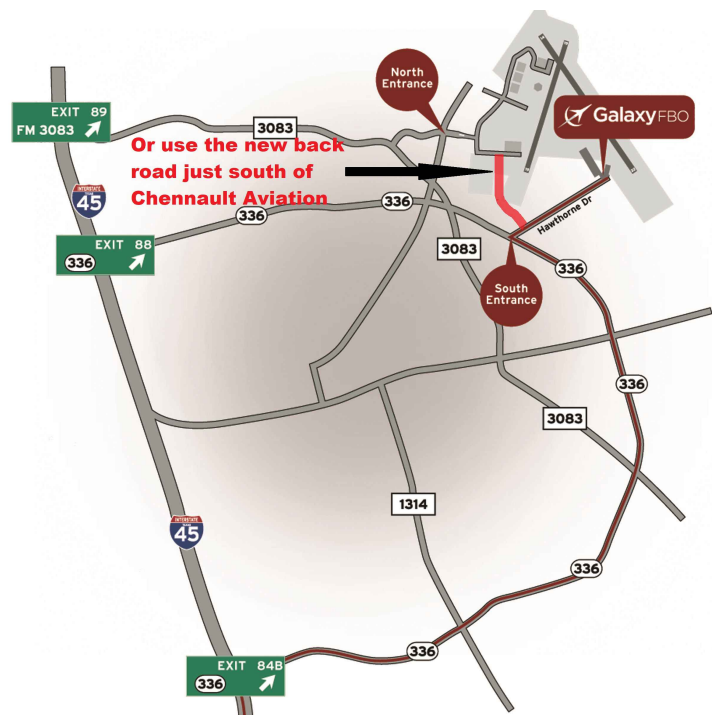 North
Entrance
EXIT 89
FM 3083
3083
Galaxy FBO
Or use the new back
road just south of
Chennault Aviation
INTERSTATE
45
336
336
Hawthorne Dr
EXIT 88
336
3083
336
South
Entrance
336
3083
1314
INTERSTATE
45
336
336
EXIT 84B
336